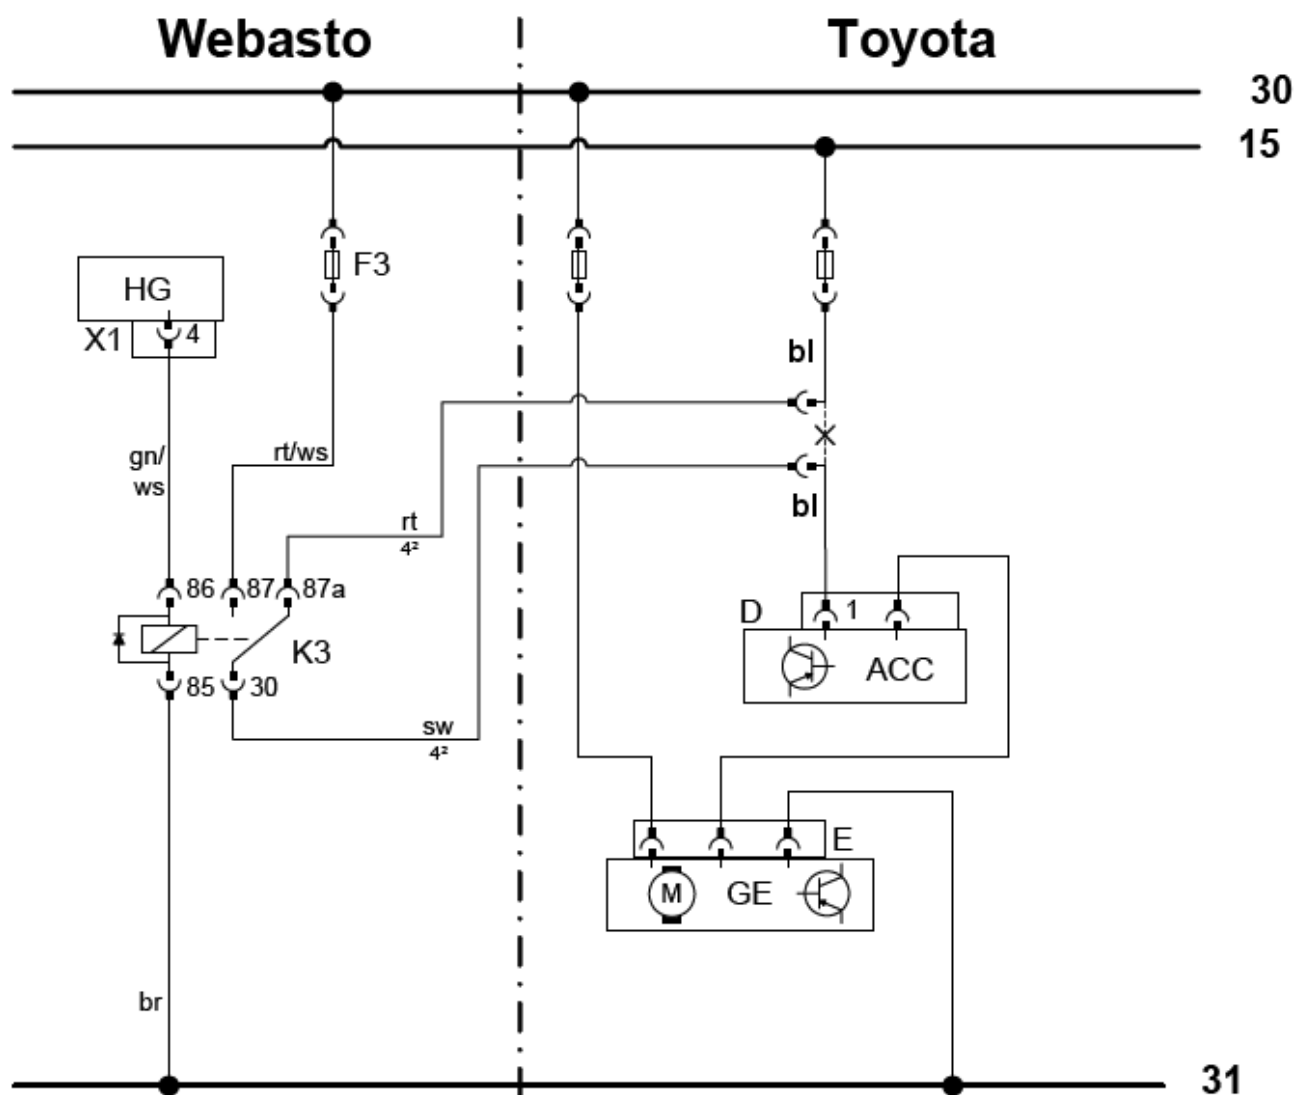 Webasto
Toyota
30
15
HG
F3
X1
4
bl
gn/
ws
rt/ws
bl
rt
4²
86
87
87a
D
1
K3
ACC
85
30
sw
4²
E
M
GE
br
31